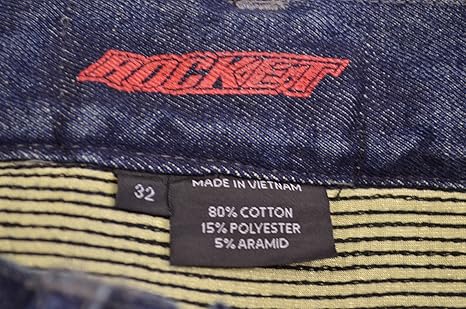 ROCKET
32
MADE IN VIETNAM
80% COTTON
15% POLYESTER
5% ARAMID